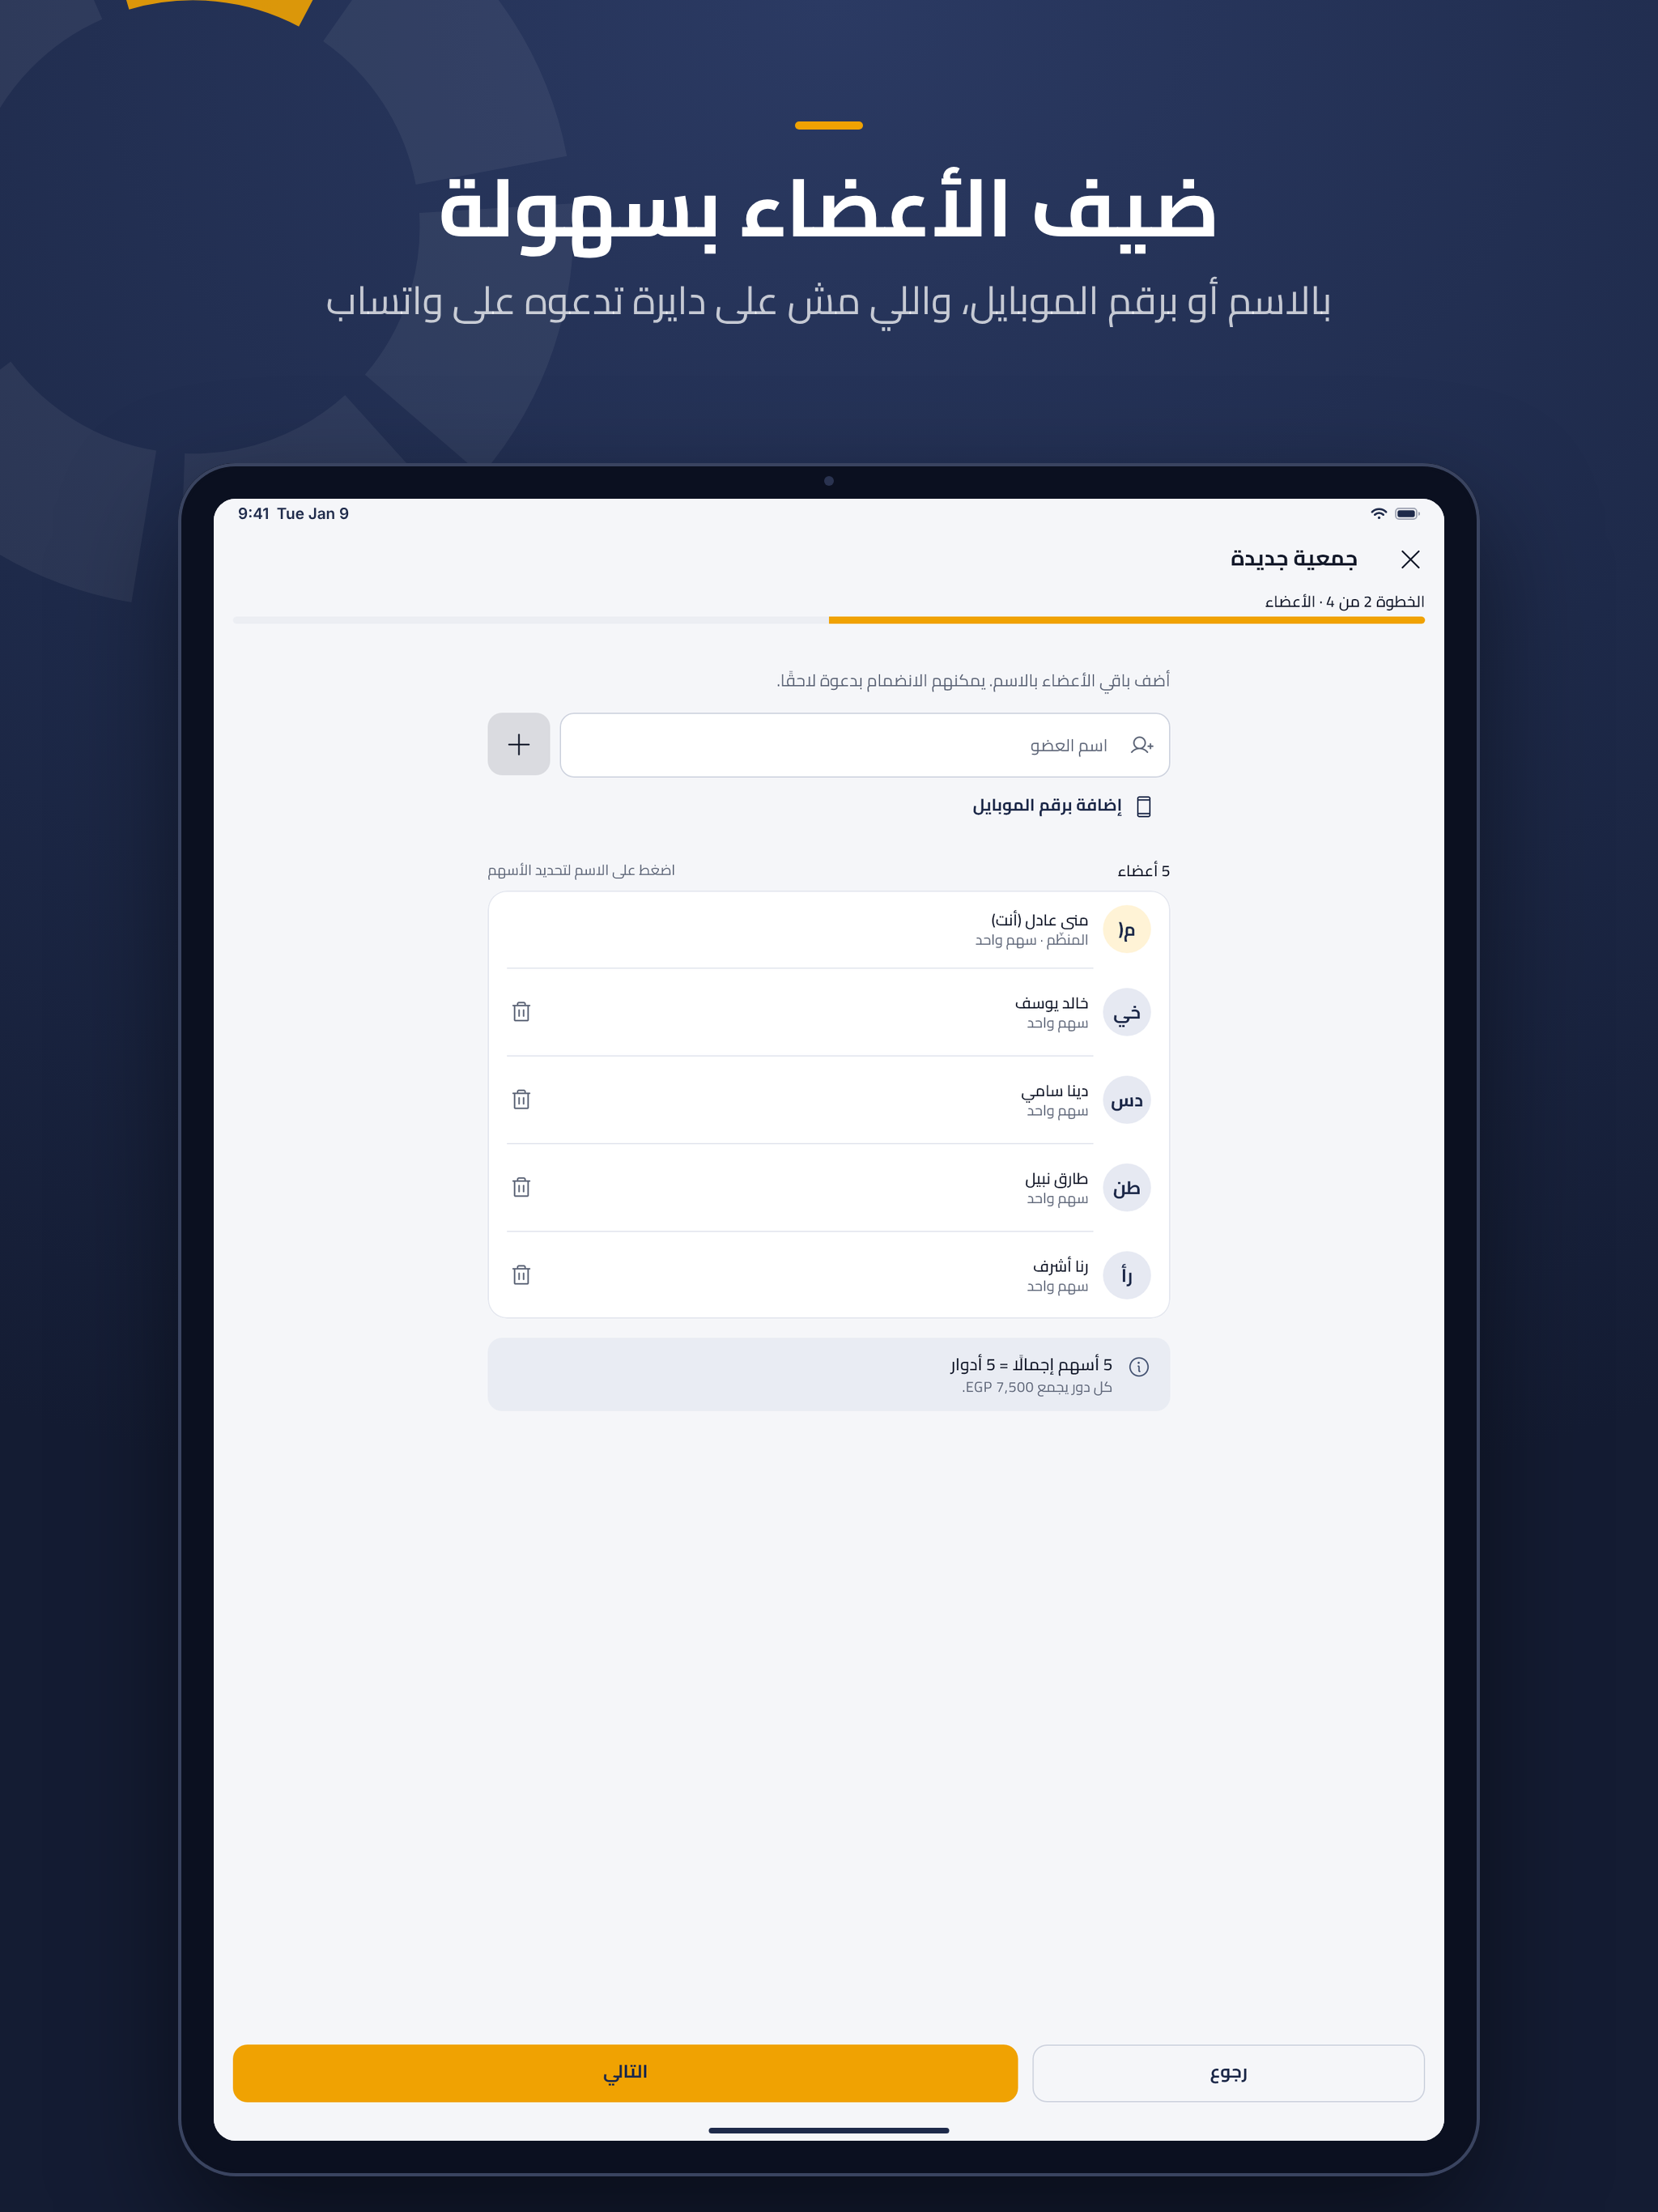 ضيف الأعضاء بسهولة
بالاسم أو برقم الموبايل، واللي مش على دايرة تدعوه على واتساب
9:41 Tue Jan 9
جمعية جديدة
الخطوة 2 من 4 · الأعضاء
أضف باقي الأعضاء بالاسم. يمكنهم الانضمام بدعوة لاحقًا.
اسم العضو
إضافة برقم الموبايل
5 أعضاء
اضغط على الاسم لتحديد الأسهم
م(
منى عادل (أنت)
المنظّم · سهم واحد
خي
خالد يوسف
سهم واحد
دس
دينا سامي
سهم واحد
طن
طارق نبيل
سهم واحد
رأ
رنا أشرف
سهم واحد
5 أسهم إجمالًا = 5 أدوار
كل دور يجمع 7,500 EGP.
رجوع
التالي